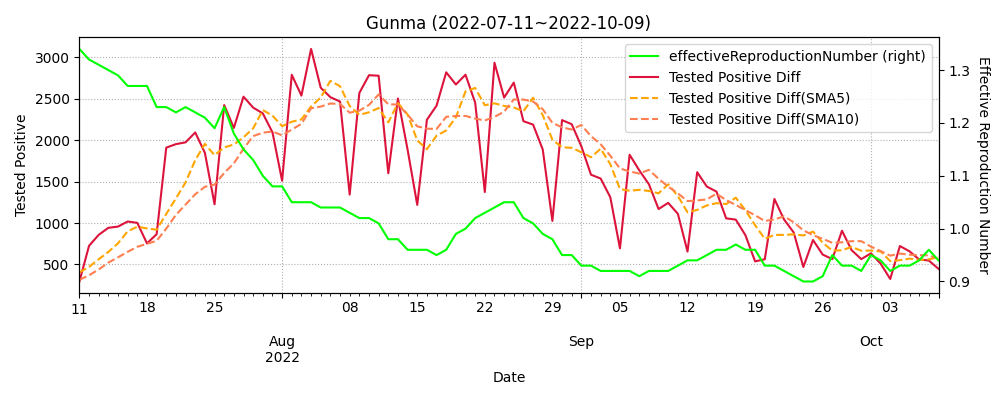 Gunma (2022-07-11~2022-10-09)
effectiveReproductionNumber (right)
Tested Positive Diff
Tested Positive Diff(SMA5)
Tested Positive Diff(SMA10)
Tested Positive
3000
2500
2000
1500
1000
500
Effective Reproduction Number
1.3
1.2
1.1
1.0
0.9
11 18 25 08 15 22 29 05 12 19 26 03
Aug Sep Oct
2022
Date